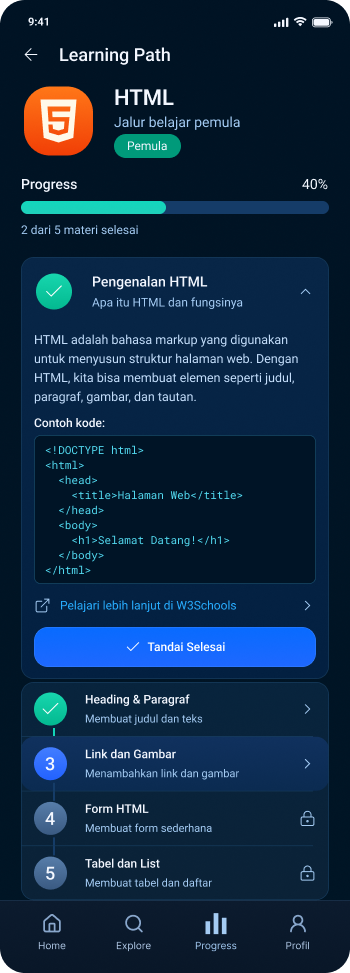 9:41
Learning Path
HTML
Jalur belajar pemula
Pemula
Progress 40%
2 dari 5 materi selesai
Pengenalan HTML
Apa itu HTML dan fungsinya
HTML adalah bahasa markup yang digunakan
untuk menyusun struktur halaman web. Dengan
HTML, kita bisa membuat elemen seperti judul,
paragraf, gambar, dan tautan.
Contoh kode:
<!DOCTYPE html>
<html>
  <head>
    <title>Halaman Web</title>
  </head>
  <body>
    <h1>Selamat Datang!</h1>
  </body>
</html>
Pelajari lebih lanjut di W3Schools
Tandai Selesai
Heading & Paragraf
Membuat judul dan teks
3
Link dan Gambar
Menambahkan link dan gambar
4
Form HTML
Membuat form sederhana
5
Tabel dan List
Membuat tabel dan daftar
Home Explore Progress Profil